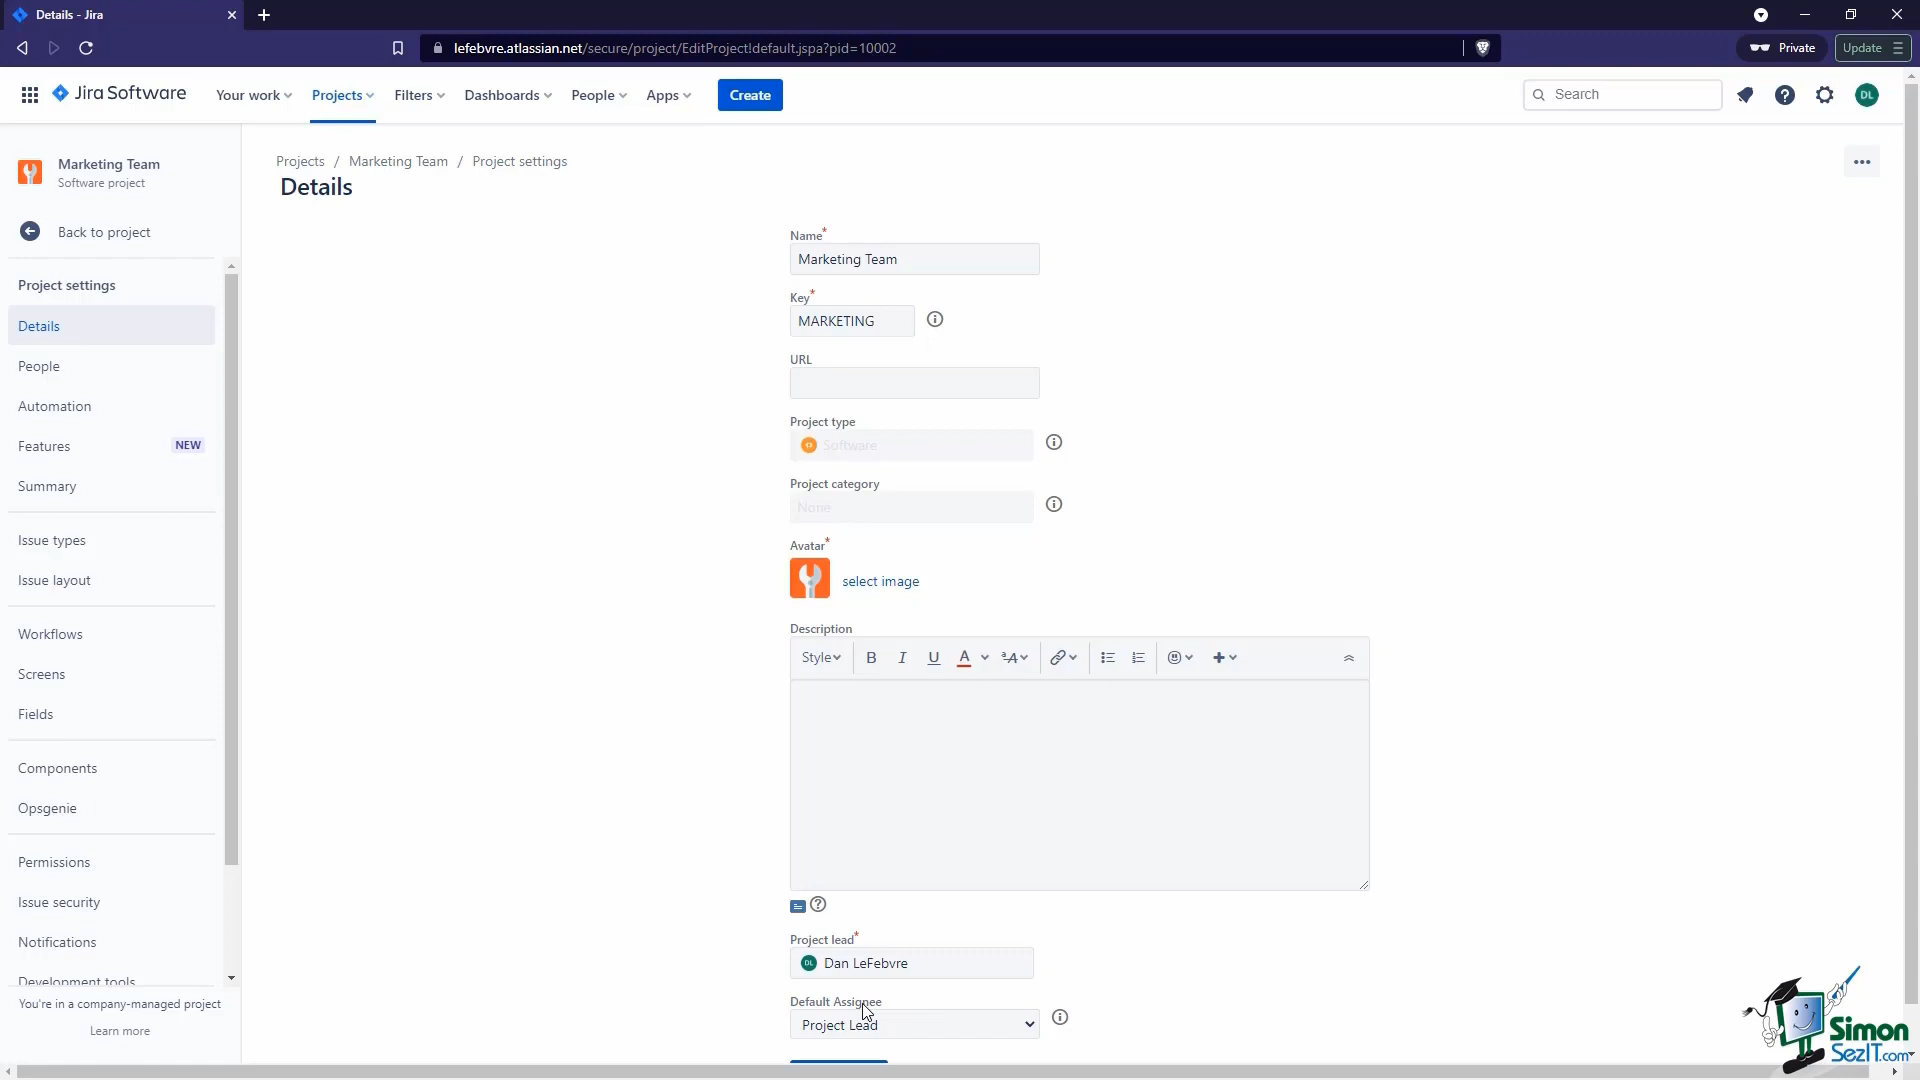 Details - Jira
lefebvre.atlassian.net/secure/project/EditProject!default.jspa?pid=10002
Private
Update
Jira Software
Your work
Projects
Filters
Dashboards
People
Apps
Create
Search
DL
Marketing Team
Software project
Back to project
Project settings
Details
People
Automation
Features
NEW
Summary
Issue types
Issue layout
Workflows
Screens
Fields
Components
Opsgenie
Permissions
Issue security
Notifications
Development tools
You're in a company-managed project
Learn more
Projects / Marketing Team / Project settings
Details
Name*
Marketing Team
Key*
MARKETING
URL
Project type
Software
Project category
None
Avatar*
select image
Description
Style
B I U A
Project lead*
DL Dan LeFebvre
Default Assignee
Project Lead
Simon
SezIT.com